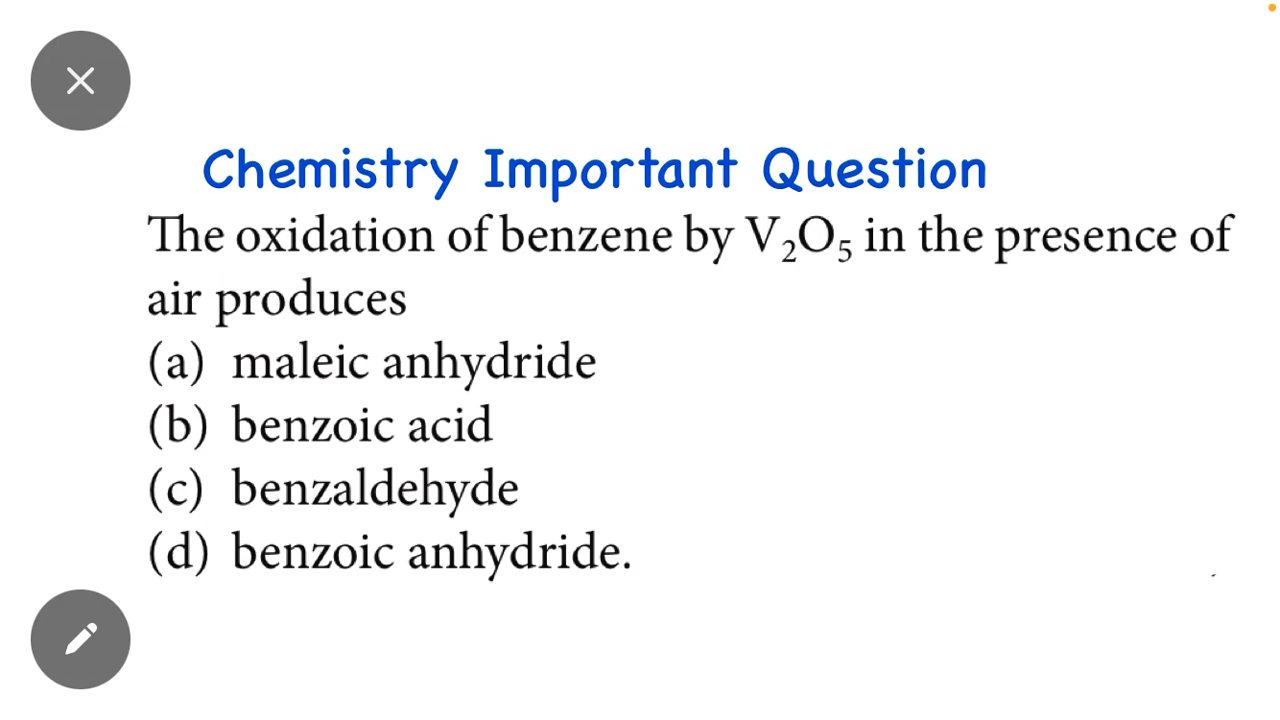 Chemistry Important Question
The oxidation of benzene by V₂O₅ in the presence of
air produces
(a) maleic anhydride
(b) benzoic acid
(c) benzaldehyde
(d) benzoic anhydride.